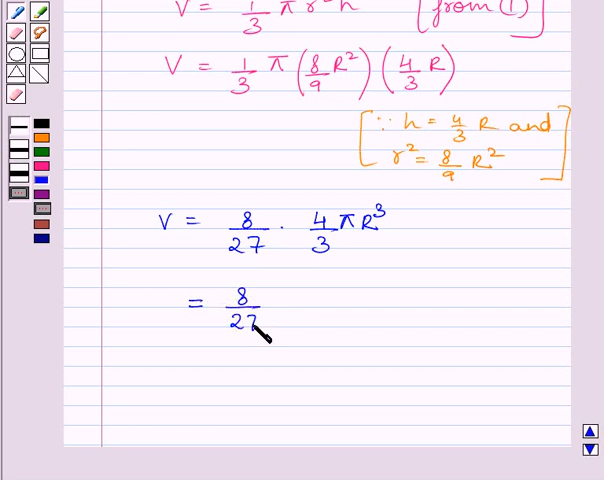 V = 1/3 π r² h [from (1)]
V = 1/3 π (8/9 R²) (4/3 R)
[∵ h = 4/3 R and
r² = 8/9 R²]
V = 8/27 · 4/3 π R³
= 8/27